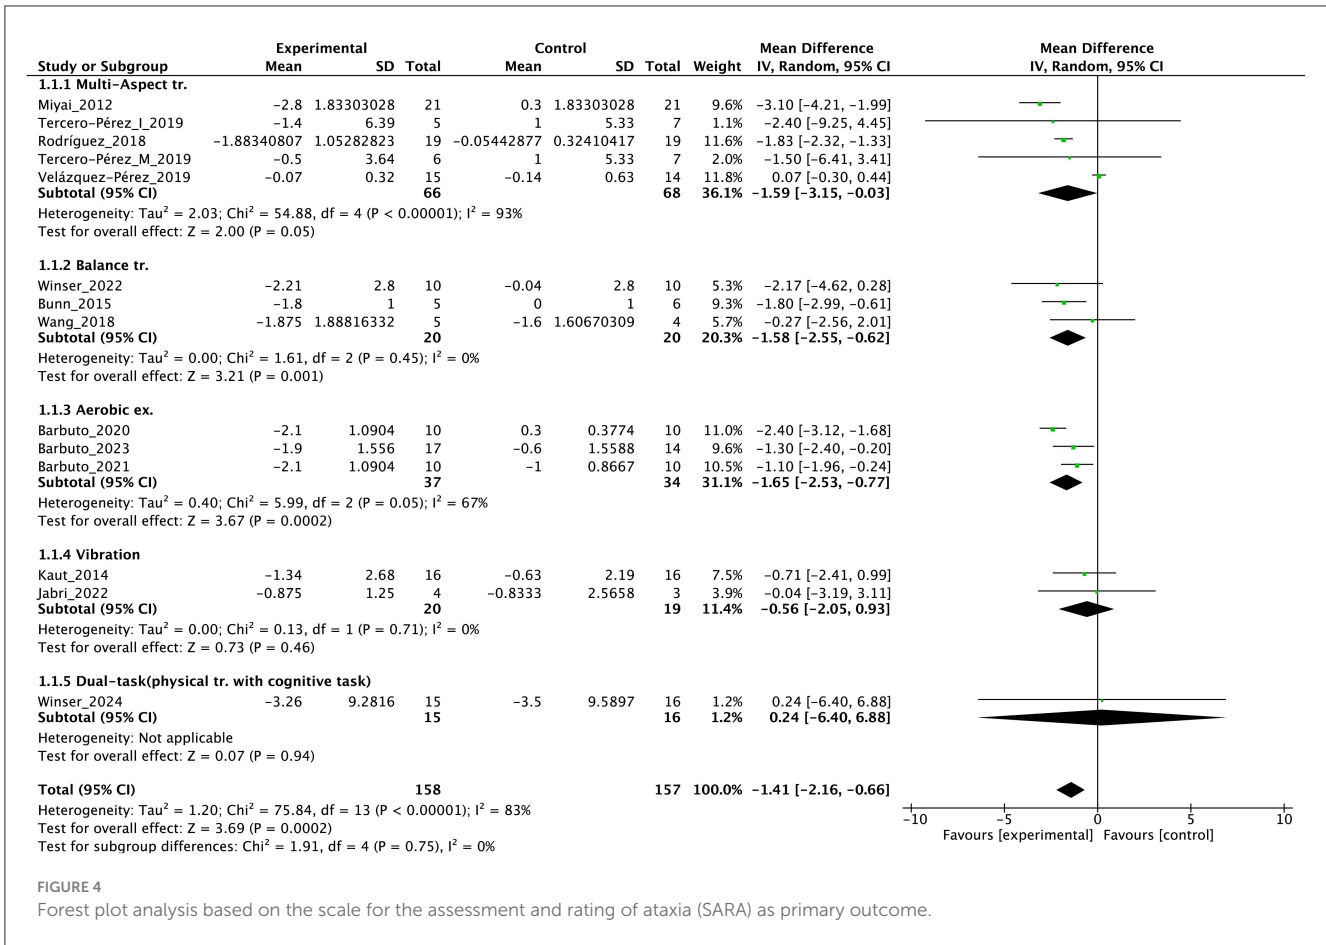 Experimental Control Mean Difference Mean Difference
Study or Subgroup Mean SD Total Mean SD Total Weight IV, Random, 95% CI IV, Random, 95% CI
1.1.1 Multi-Aspect tr.
Miyai_2012 −2.8 1.83303028 21 0.3 1.83303028 21 9.6% −3.10 [−4.21, −1.99]
Tercero-Pérez_I_2019 −1.4 6.39 5 1 5.33 7 1.1% −2.40 [−9.25, 4.45]
Rodríguez_2018 −1.88340807 1.05282823 19 −0.05442877 0.32410417 19 11.6% −1.83 [−2.32, −1.33]
Tercero-Pérez_M_2019 −0.5 3.64 6 1 5.33 7 2.0% −1.50 [−6.41, 3.41]
Velázquez-Pérez_2019 −0.07 0.32 15 −0.14 0.63 14 11.8% 0.07 [−0.30, 0.44]
Subtotal (95% CI) 66 68 36.1% −1.59 [−3.15, −0.03]
Heterogeneity: Tau² = 2.03; Chi² = 54.88, df = 4 (P < 0.00001); I² = 93%
Test for overall effect: Z = 2.00 (P = 0.05)
1.1.2 Balance tr.
Winser_2022 −2.21 2.8 10 −0.04 2.8 10 5.3% −2.17 [−4.62, 0.28]
Bunn_2015 −1.8 1 5 0 1 6 9.3% −1.80 [−2.99, −0.61]
Wang_2018 −1.875 1.88816332 5 −1.6 1.60670309 4 5.7% −0.27 [−2.56, 2.01]
Subtotal (95% CI) 20 20 20.3% −1.58 [−2.55, −0.62]
Heterogeneity: Tau² = 0.00; Chi² = 1.61, df = 2 (P = 0.45); I² = 0%
Test for overall effect: Z = 3.21 (P = 0.001)
1.1.3 Aerobic ex.
Barbuto_2020 −2.1 1.0904 10 0.3 0.3774 10 11.0% −2.40 [−3.12, −1.68]
Barbuto_2023 −1.9 1.556 17 −0.6 1.5588 14 9.6% −1.30 [−2.40, −0.20]
Barbuto_2021 −2.1 1.0904 10 −1 0.8667 10 10.5% −1.10 [−1.96, −0.24]
Subtotal (95% CI) 37 34 31.1% −1.65 [−2.53, −0.77]
Heterogeneity: Tau² = 0.40; Chi² = 5.99, df = 2 (P = 0.05); I² = 67%
Test for overall effect: Z = 3.67 (P = 0.0002)
1.1.4 Vibration
Kaut_2014 −1.34 2.68 16 −0.63 2.19 16 7.5% −0.71 [−2.41, 0.99]
Jabri_2022 −0.875 1.25 4 −0.8333 2.5658 3 3.9% −0.04 [−3.19, 3.11]
Subtotal (95% CI) 20 19 11.4% −0.56 [−2.05, 0.93]
Heterogeneity: Tau² = 0.00; Chi² = 0.13, df = 1 (P = 0.71); I² = 0%
Test for overall effect: Z = 0.73 (P = 0.46)
1.1.5 Dual-task(physical tr. with cognitive task)
Winser_2024 −3.26 9.2816 15 −3.5 9.5897 16 1.2% 0.24 [−6.40, 6.88]
Subtotal (95% CI) 15 16 1.2% 0.24 [−6.40, 6.88]
Heterogeneity: Not applicable
Test for overall effect: Z = 0.07 (P = 0.94)
Total (95% CI) 158 157 100.0% −1.41 [−2.16, −0.66]
Heterogeneity: Tau² = 1.20; Chi² = 75.84, df = 13 (P < 0.00001); I² = 83%
Test for overall effect: Z = 3.69 (P = 0.0002)
Test for subgroup differences: Chi² = 1.91, df = 4 (P = 0.75), I² = 0%
−10 −5 0 5 10
Favours [experimental] Favours [control]
FIGURE 4
Forest plot analysis based on the scale for the assessment and rating of ataxia (SARA) as primary outcome.